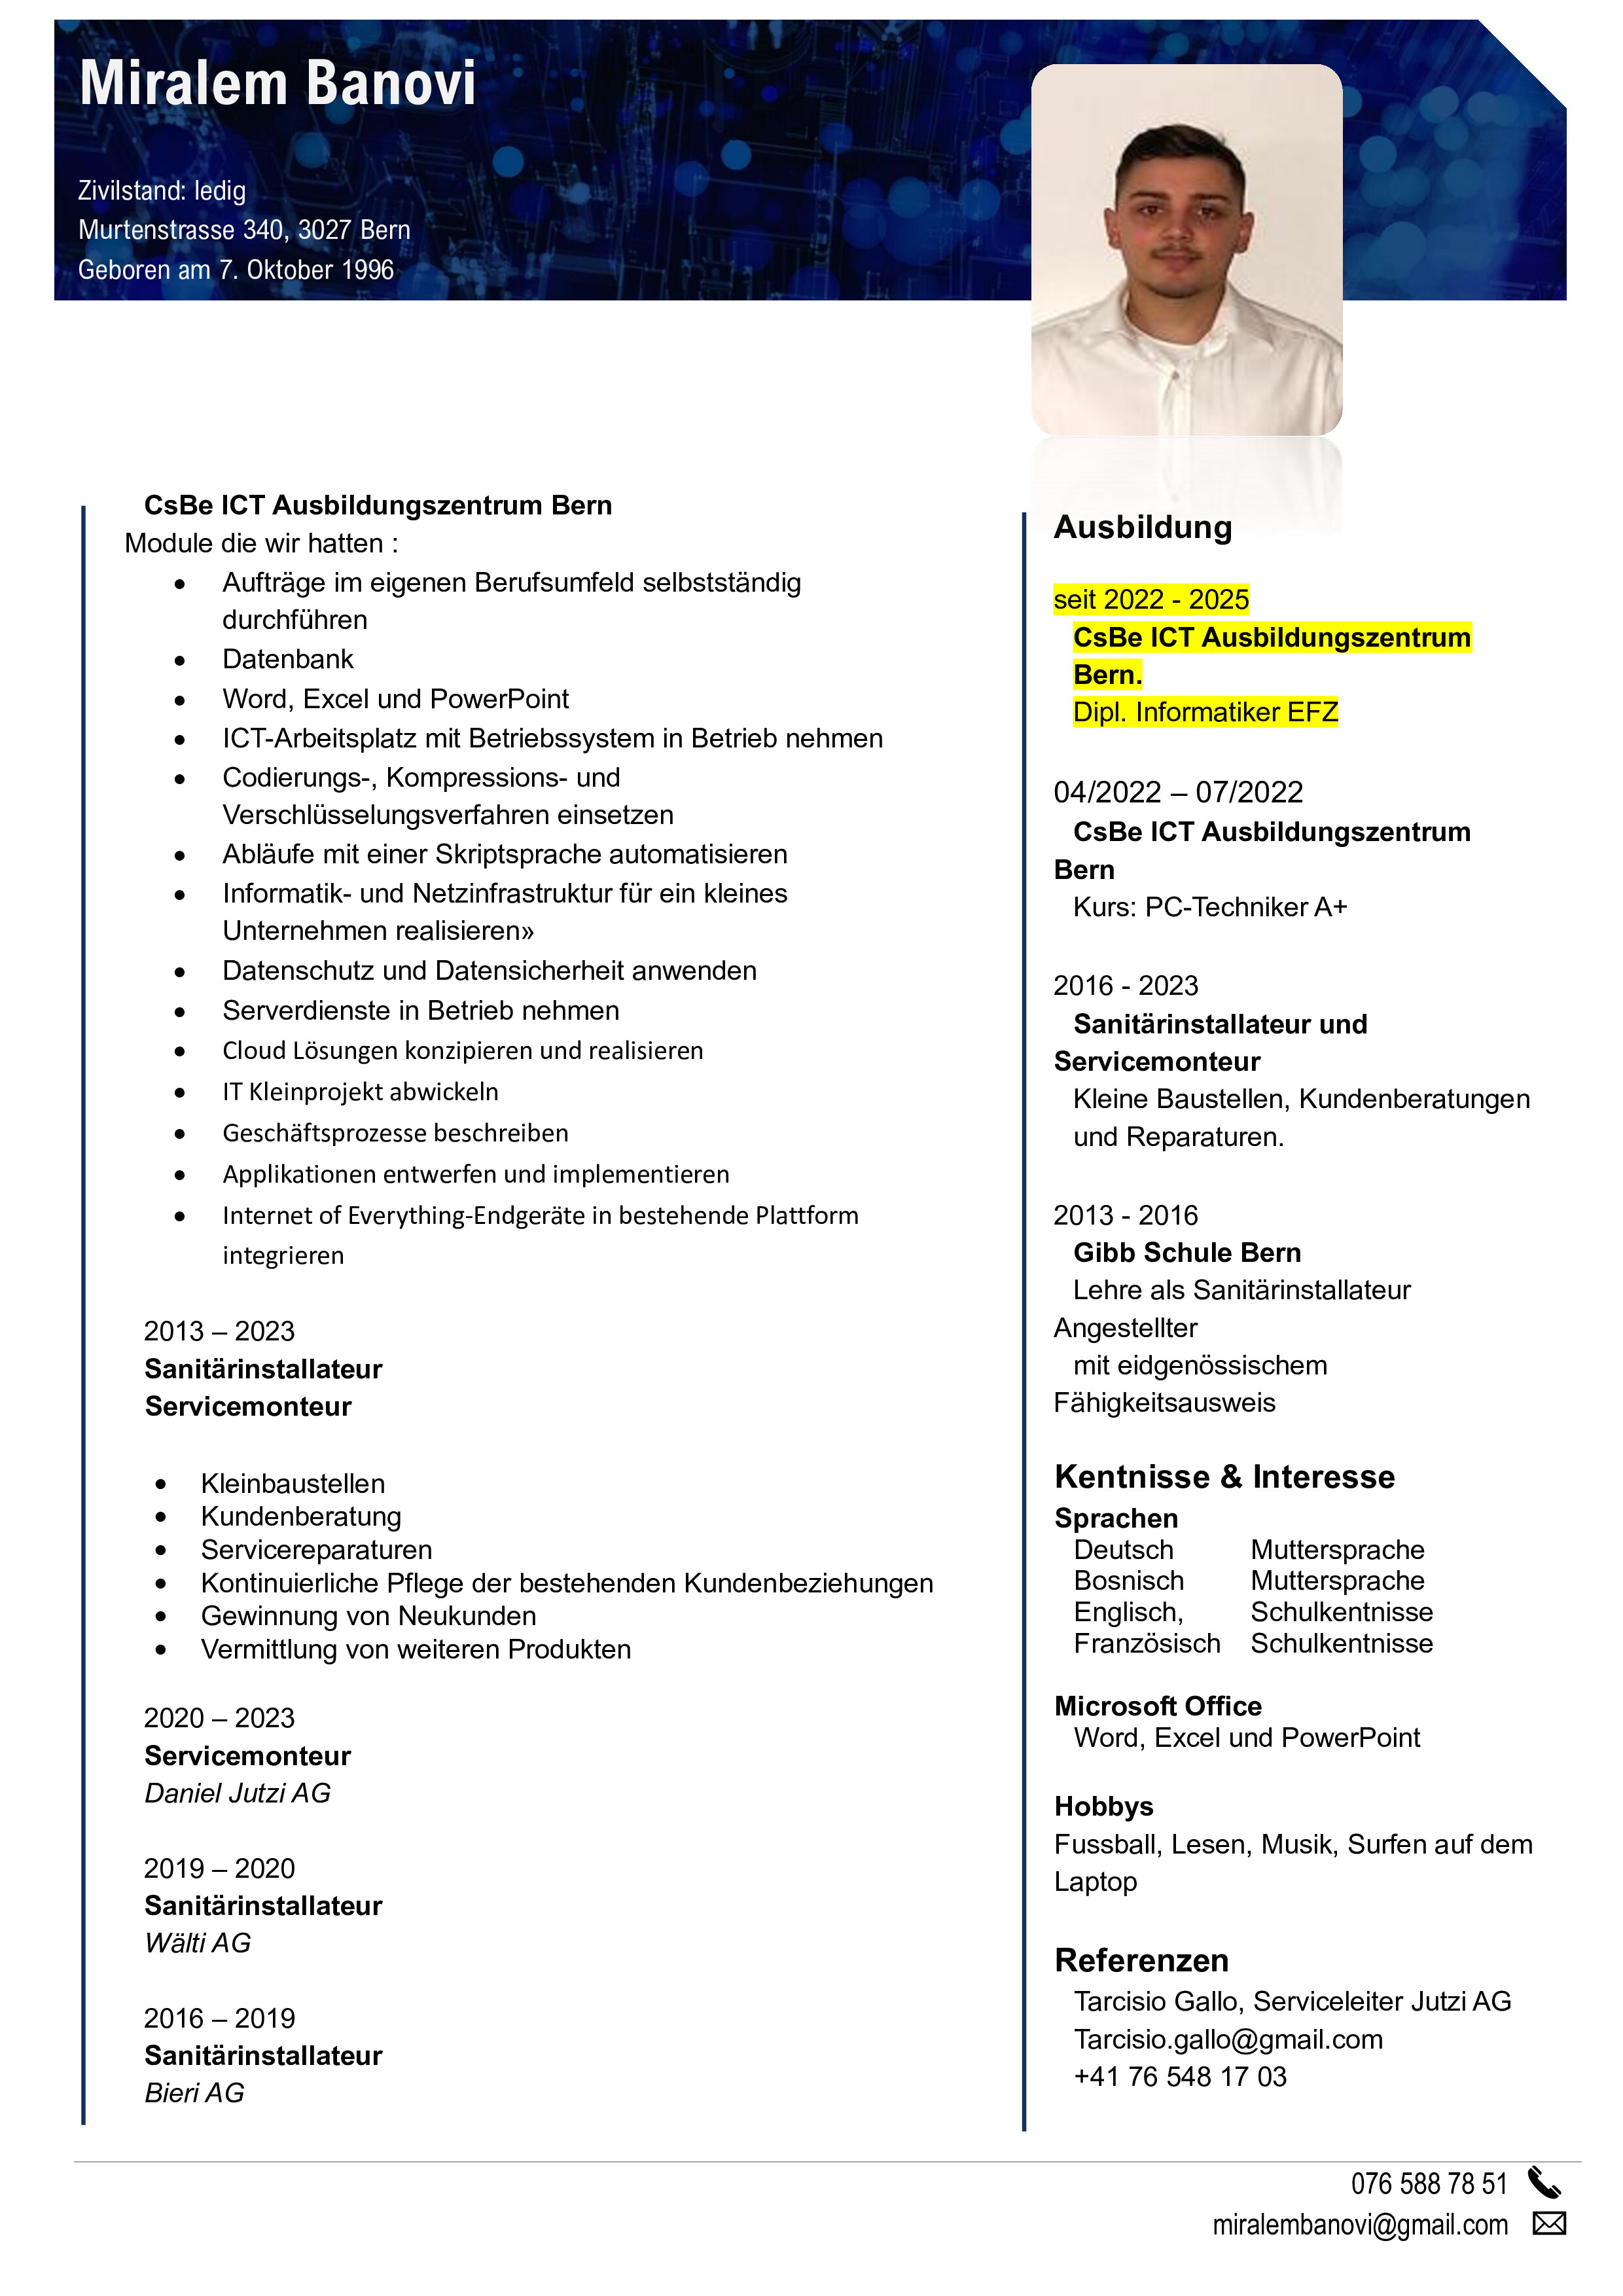 Miralem Banovi
Zivilstand: ledig
Murtenstrasse 340, 3027 Bern
Geboren am 7. Oktober 1996
CsBe ICT Ausbildungszentrum Bern
Module die wir hatten :
• Aufträge im eigenen Berufsumfeld selbstständig
durchführen
• Datenbank
• Word, Excel und PowerPoint
• ICT-Arbeitsplatz mit Betriebssystem in Betrieb nehmen
• Codierungs-, Kompressions- und
Verschlüsselungsverfahren einsetzen
• Abläufe mit einer Skriptsprache automatisieren
• Informatik- und Netzinfrastruktur für ein kleines
Unternehmen realisieren»
• Datenschutz und Datensicherheit anwenden
• Serverdienste in Betrieb nehmen
• Cloud Lösungen konzipieren und realisieren
• IT Kleinprojekt abwickeln
• Geschäftsprozesse beschreiben
• Applikationen entwerfen und implementieren
• Internet of Everything-Endgeräte in bestehende Plattform
integrieren
2013 – 2023
Sanitärinstallateur
Servicemonteur
• Kleinbaustellen
• Kundenberatung
• Servicereparaturen
• Kontinuierliche Pflege der bestehenden Kundenbeziehungen
• Gewinnung von Neukunden
• Vermittlung von weiteren Produkten
2020 – 2023
Servicemonteur
Daniel Jutzi AG
2019 – 2020
Sanitärinstallateur
Wälti AG
2016 – 2019
Sanitärinstallateur
Bieri AG
Ausbildung
seit 2022 - 2025
CsBe ICT Ausbildungszentrum
Bern.
Dipl. Informatiker EFZ
04/2022 – 07/2022
CsBe ICT Ausbildungszentrum
Bern
Kurs: PC-Techniker A+
2016 - 2023
Sanitärinstallateur und
Servicemonteur
Kleine Baustellen, Kundenberatungen
und Reparaturen.
2013 - 2016
Gibb Schule Bern
Lehre als Sanitärinstallateur
Angestellter
mit eidgenössischem
Fähigkeitsausweis
Kentnisse & Interesse
Sprachen
Deutsch Muttersprache
Bosnisch Muttersprache
Englisch, Schulkentnisse
Französisch Schulkentnisse
Microsoft Office
Word, Excel und PowerPoint
Hobbys
Fussball, Lesen, Musik, Surfen auf dem
Laptop
Referenzen
Tarcisio Gallo, Serviceleiter Jutzi AG
Tarcisio.gallo@gmail.com
+41 76 548 17 03
076 588 78 51
miralembanovi@gmail.com